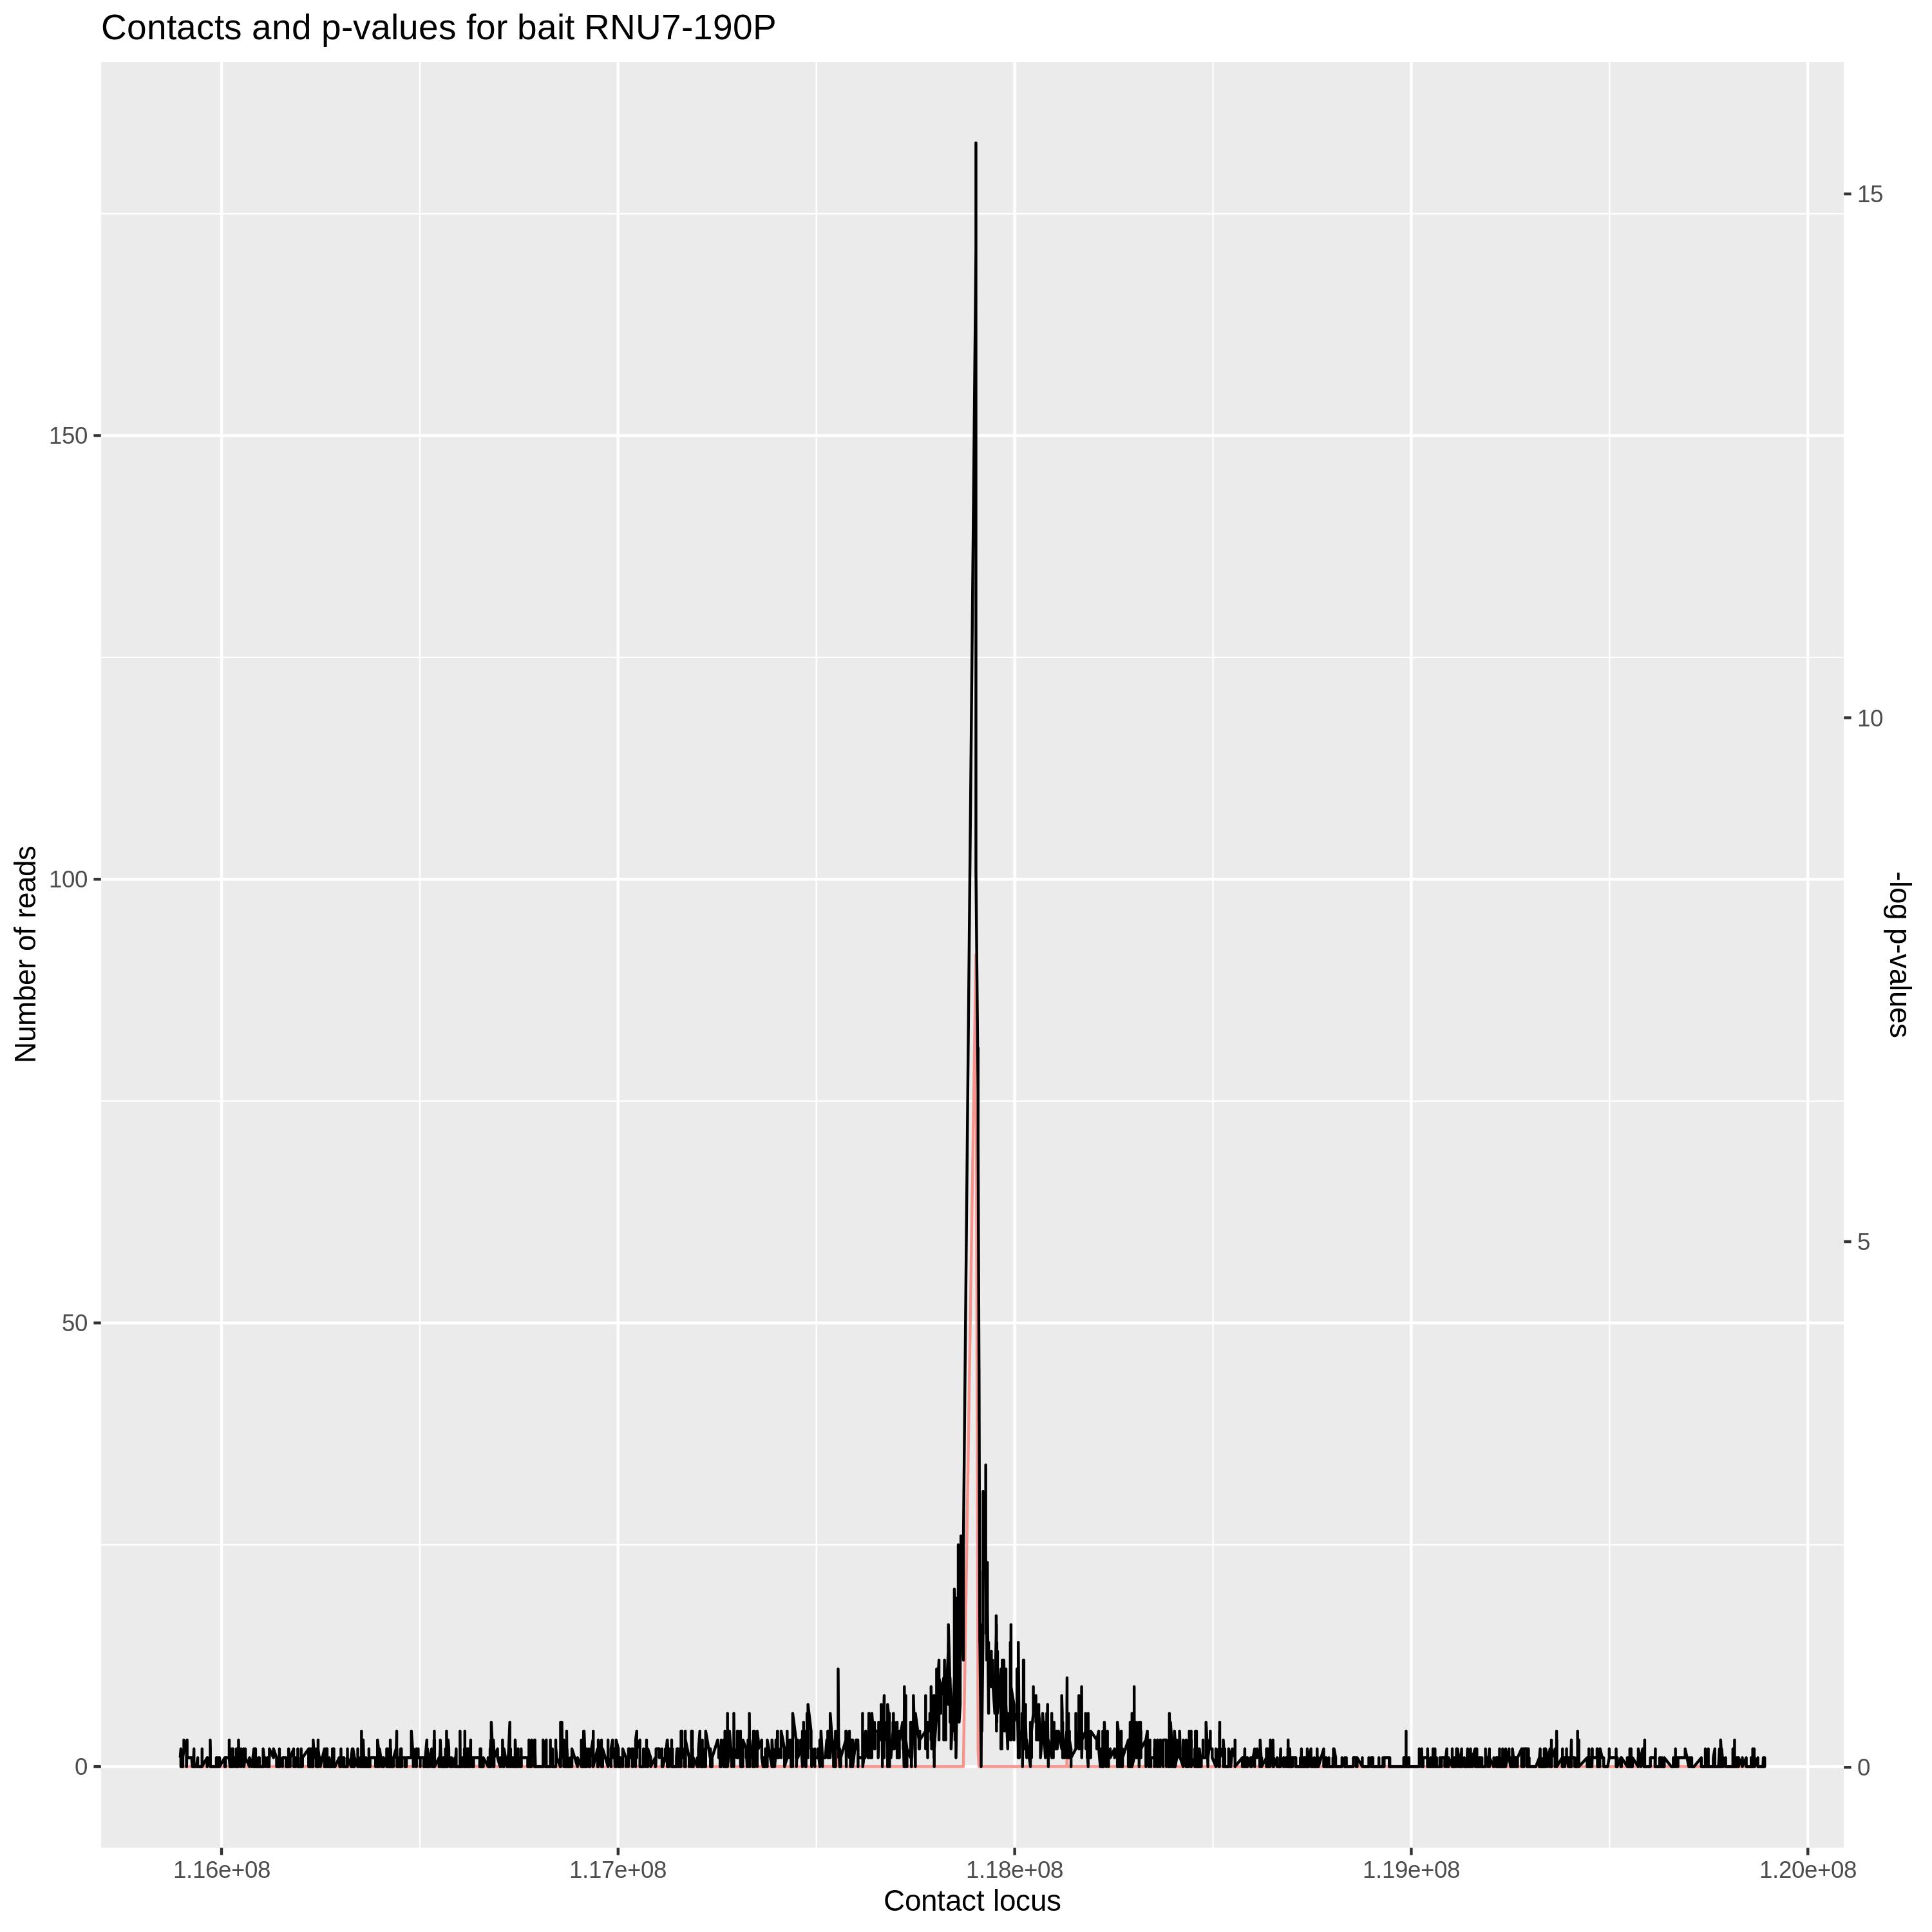 Contacts and p-values for bait RNU7-190P
Number of reads
150
100
50
0
15
10
5
0
-log p-values
1.16e+08 1.17e+08 1.18e+08 1.19e+08 1.20e+08
Contact locus